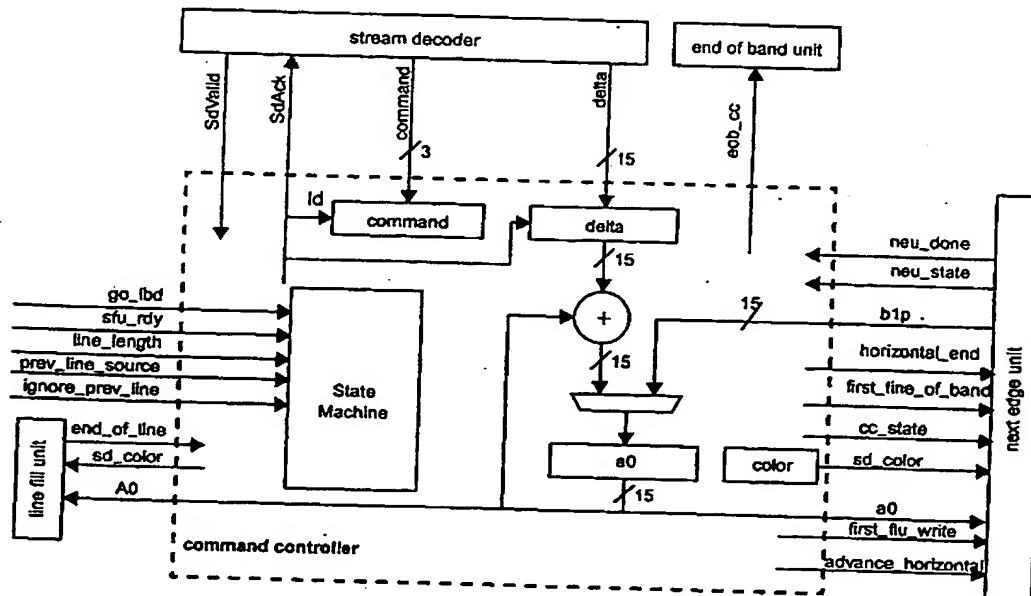 stream decoder
end of band unit
SdValid
SdAck
command
delta
eob_cc
3
15
ld
command
delta
15
neu_done
neu_state
15
b1p
go_lbd
sfu_rdy
line_length
prev_line_source
ignore_prev_line
+
15
horizontal_end
first_line_of_band
State
Machine
next edge unit
end_of_line
sd_color
line fill unit
cc_state
a0
color
sd_color
A0
15
a0
command controller
first_flu_write
advance_horizontal